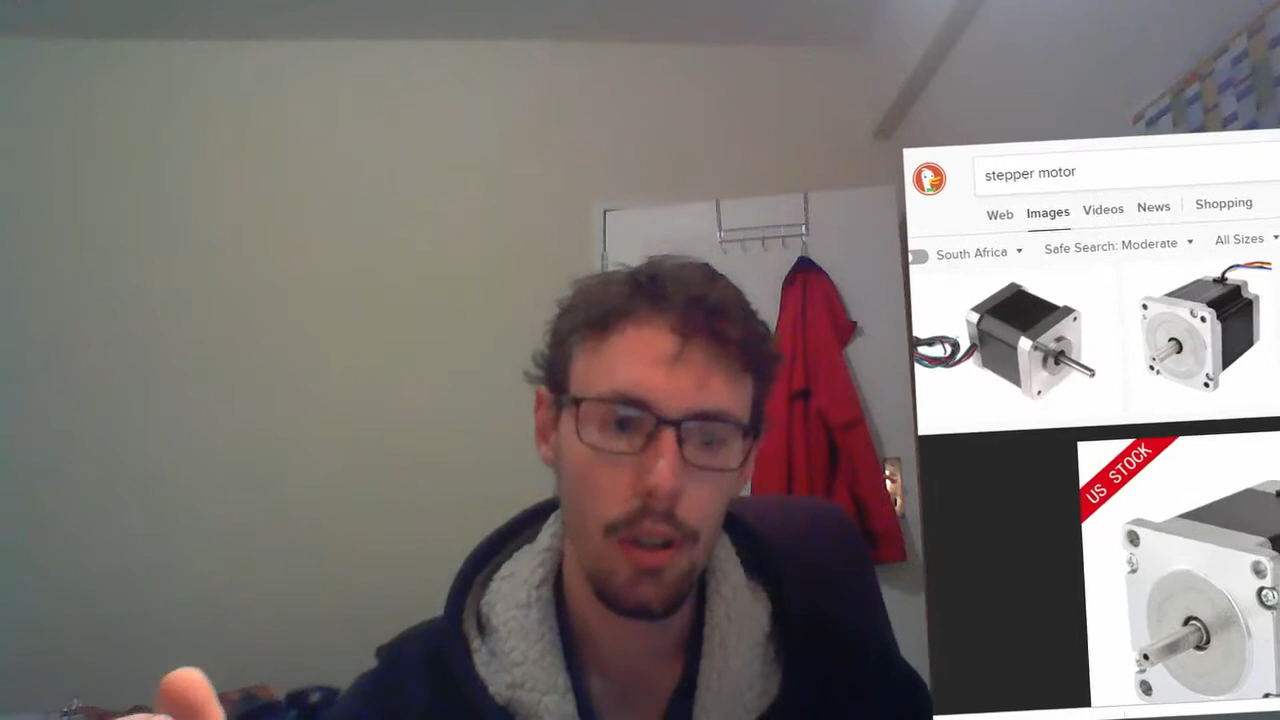 stepper motor
Web Images Videos News Shopping
South Africa Safe Search: Moderate All Sizes
US STOCK